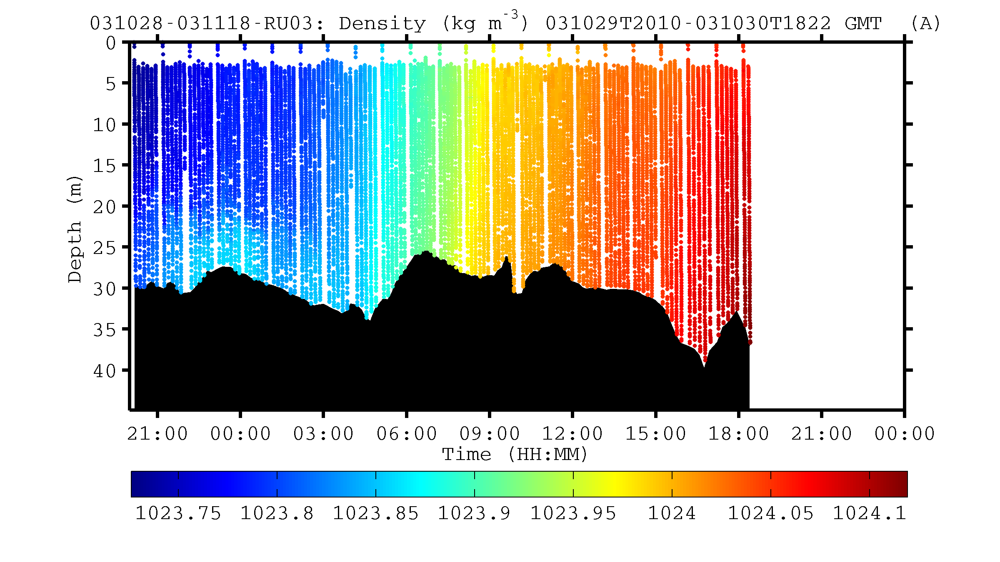 031028-031118-RU03: Density (kg m⁻³) 031029T2010-031030T1822 GMT (A)
0
5
10
15
20
25
30
35
40
Depth (m)
21:00 00:00 03:00 06:00 09:00 12:00 15:00 18:00 21:00 00:00
Time (HH:MM)
1023.75 1023.8 1023.85 1023.9 1023.95 1024 1024.05 1024.1